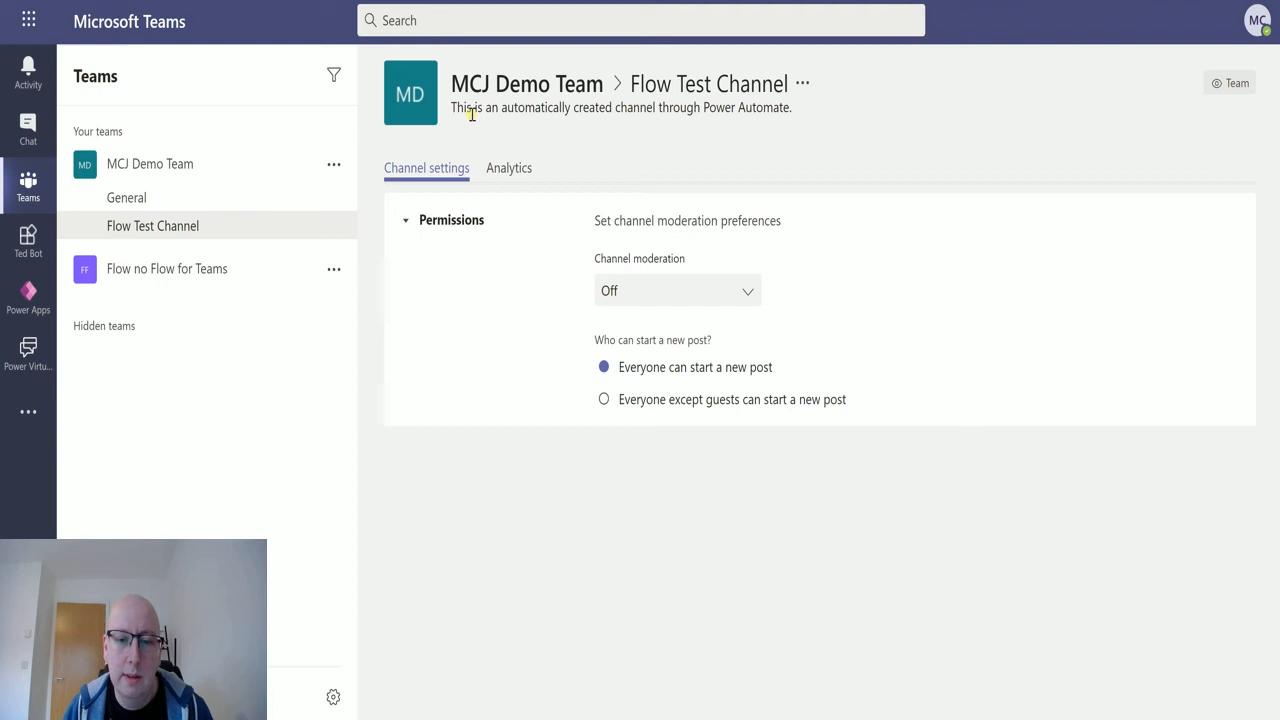 Microsoft Teams
Search
MC
Activity
Chat
Teams
Ted Bot
Power Apps
Power Virtu...
Teams
Your teams
MD MCJ Demo Team
General
Flow Test Channel
FF Flow no Flow for Teams
Hidden teams
MD
MCJ Demo Team > Flow Test Channel
Team
This is an automatically created channel through Power Automate.
Channel settings Analytics
Permissions
Set channel moderation preferences
Channel moderation
Off
Who can start a new post?
Everyone can start a new post
Everyone except guests can start a new post